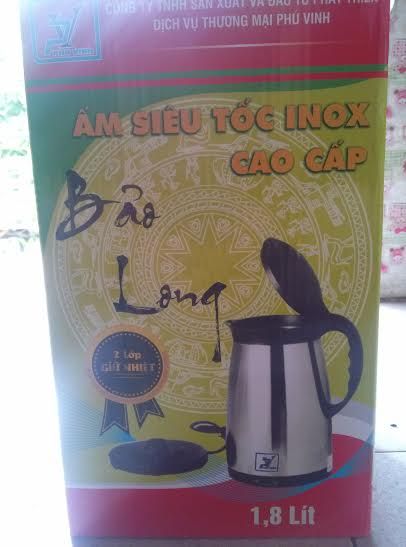 CÔNG TY TNHH SẢN XUẤT VÀ ĐẦU TƯ PHÁT TRIỂN
DỊCH VỤ THƯƠNG MẠI PHÚ VINH
ẤM SIÊU TỐC INOX
CAO CẤP
Bảo
Long
2 Lớp
GIỮ NHIỆT
1,8 Lít